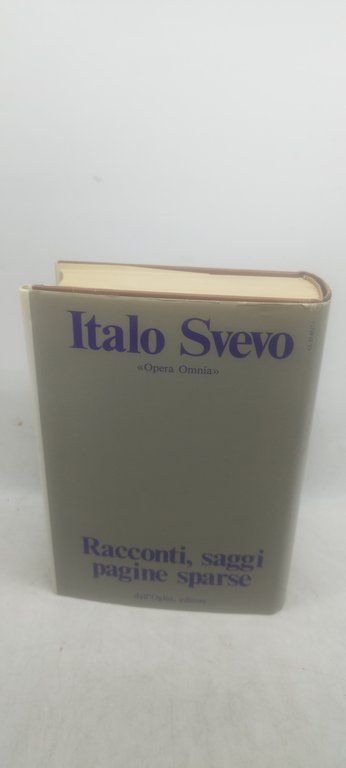 Italo Svevo
«Opera Omnia»
Racconti, saggi
pagine sparse
dall'Oglio, editore